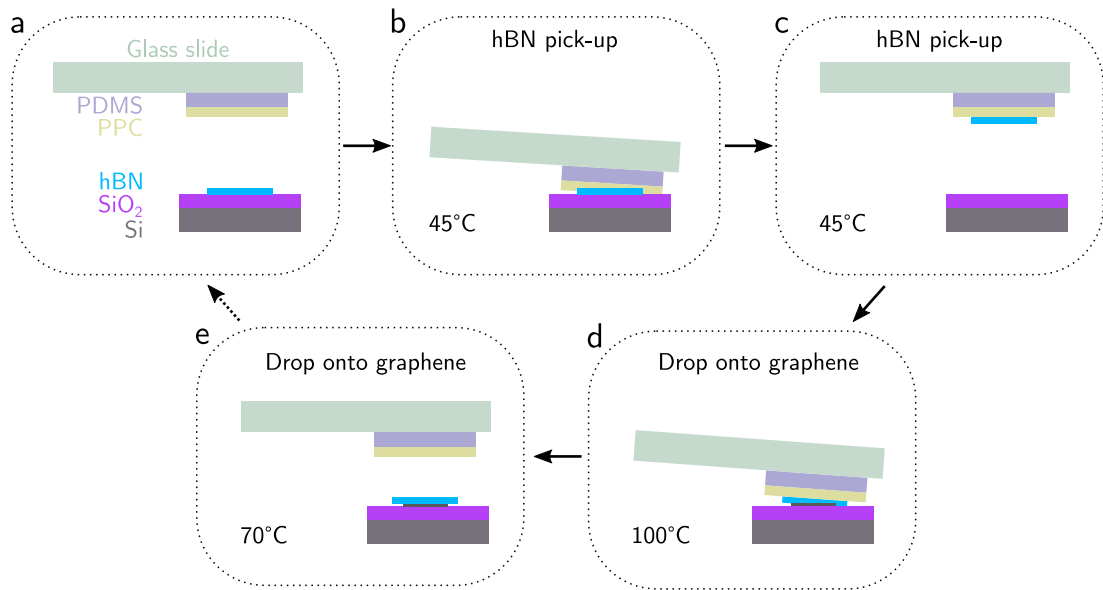 a
Glass slide
PDMS
PPC
hBN
SiO₂
Si
b
hBN pick-up
45°C
c
hBN pick-up
45°C
d
Drop onto graphene
100°C
e
Drop onto graphene
70°C